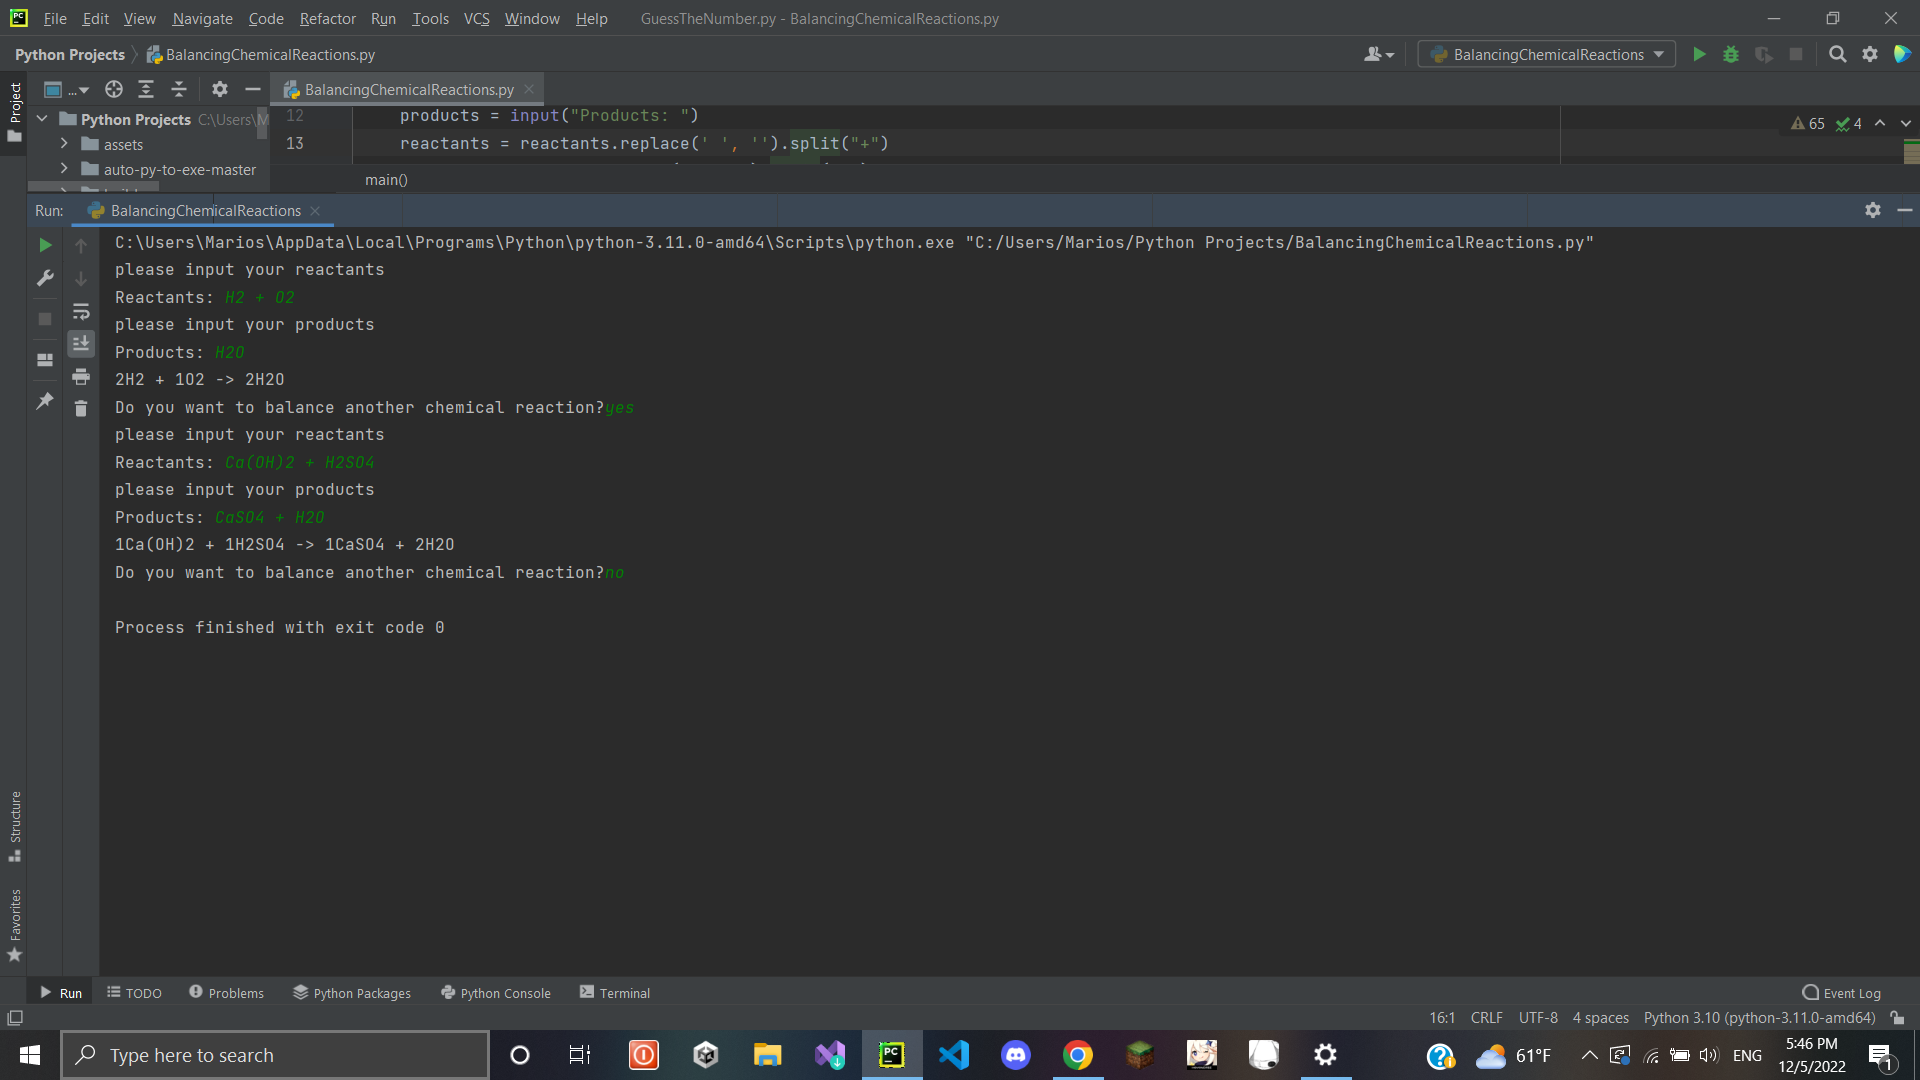 File Edit View Navigate Code Refactor Run Tools VCS Window Help GuessTheNumber.py - BalancingChemicalReactions.py
Python Projects BalancingChemicalReactions.py BalancingChemicalReactions
Project ... BalancingChemicalReactions.py
Python Projects C:\Users\M
assets
auto-py-to-exe-master
12 products = input("Products: ")
13 reactants = reactants.replace(' ', '').split("+")
65 4
main()
Run: BalancingChemicalReactions
C:\Users\Marios\AppData\Local\Programs\Python\python-3.11.0-amd64\Scripts\python.exe "C:/Users/Marios/Python Projects/BalancingChemicalReactions.py"
please input your reactants
Reactants: H2 + O2
please input your products
Products: H2O
2H2 + 1O2 -> 2H2O
Do you want to balance another chemical reaction?yes
please input your reactants
Reactants: Ca(OH)2 + H2SO4
please input your products
Products: CaSO4 + H2O
1Ca(OH)2 + 1H2SO4 -> 1CaSO4 + 2H2O
Do you want to balance another chemical reaction?no
Process finished with exit code 0
Structure
Favorites
Run TODO Problems Python Packages Python Console Terminal Event Log
16:1 CRLF UTF-8 4 spaces Python 3.10 (python-3.11.0-amd64)
Type here to search
PC
61°F ENG
5:46 PM
12/5/2022
1